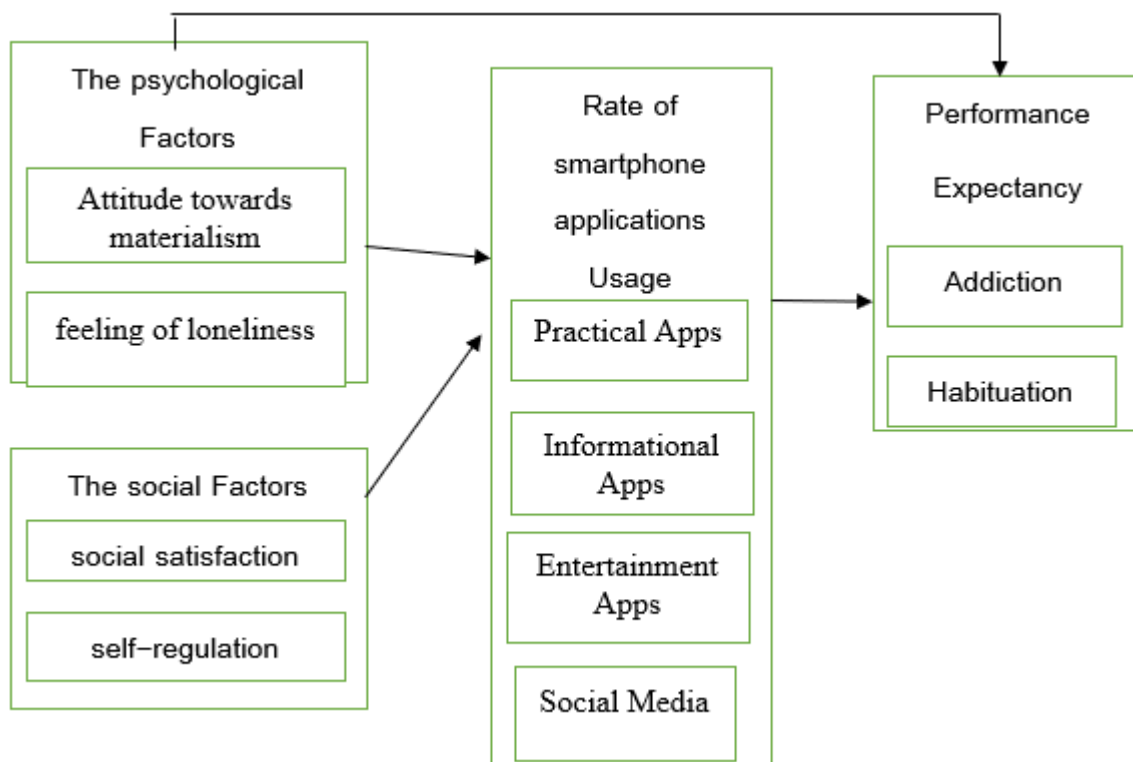 The psychological
Factors
Attitude towards
materialism
feeling of loneliness
The social Factors
social satisfaction
self-regulation
Rate of
smartphone
applications
Usage
Practical Apps
Informational
Apps
Entertainment
Apps
Social Media
Performance
Expectancy
Addiction
Habituation